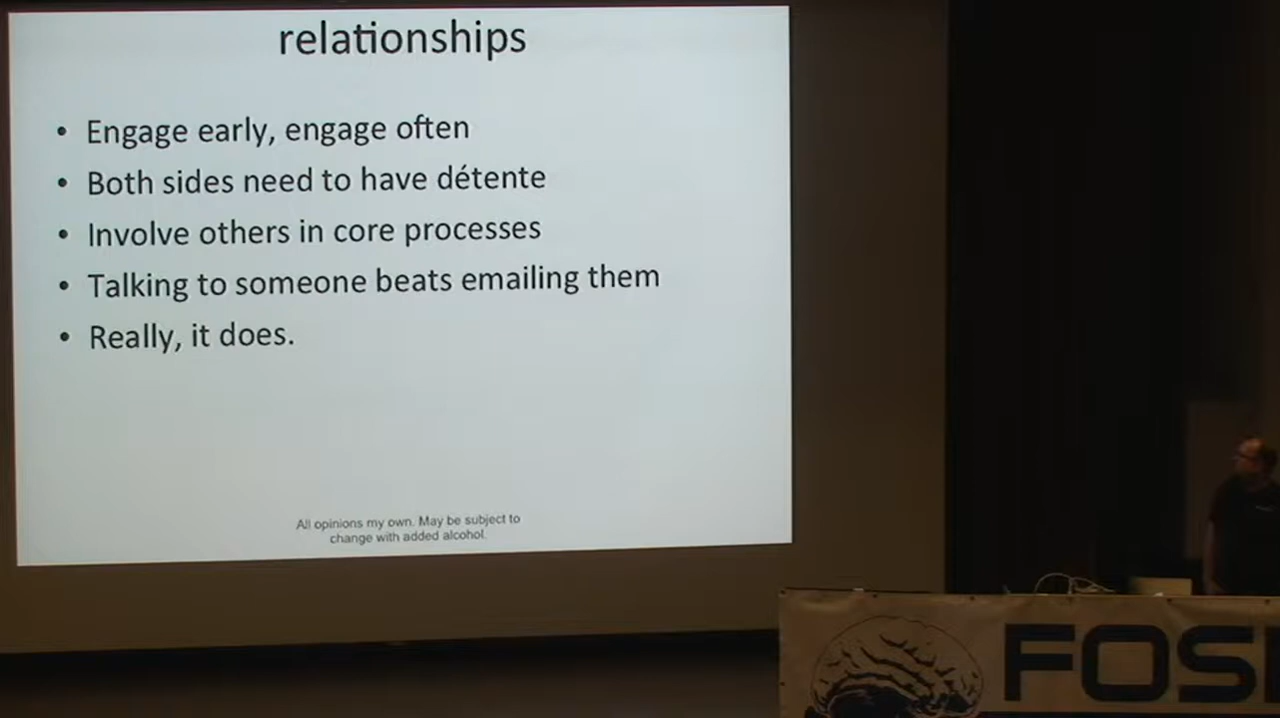 relationships
• Engage early, engage often
• Both sides need to have détente
• Involve others in core processes
• Talking to someone beats emailing them
• Really, it does.
All opinions my own. May be subject to
change with added alcohol.
FOS